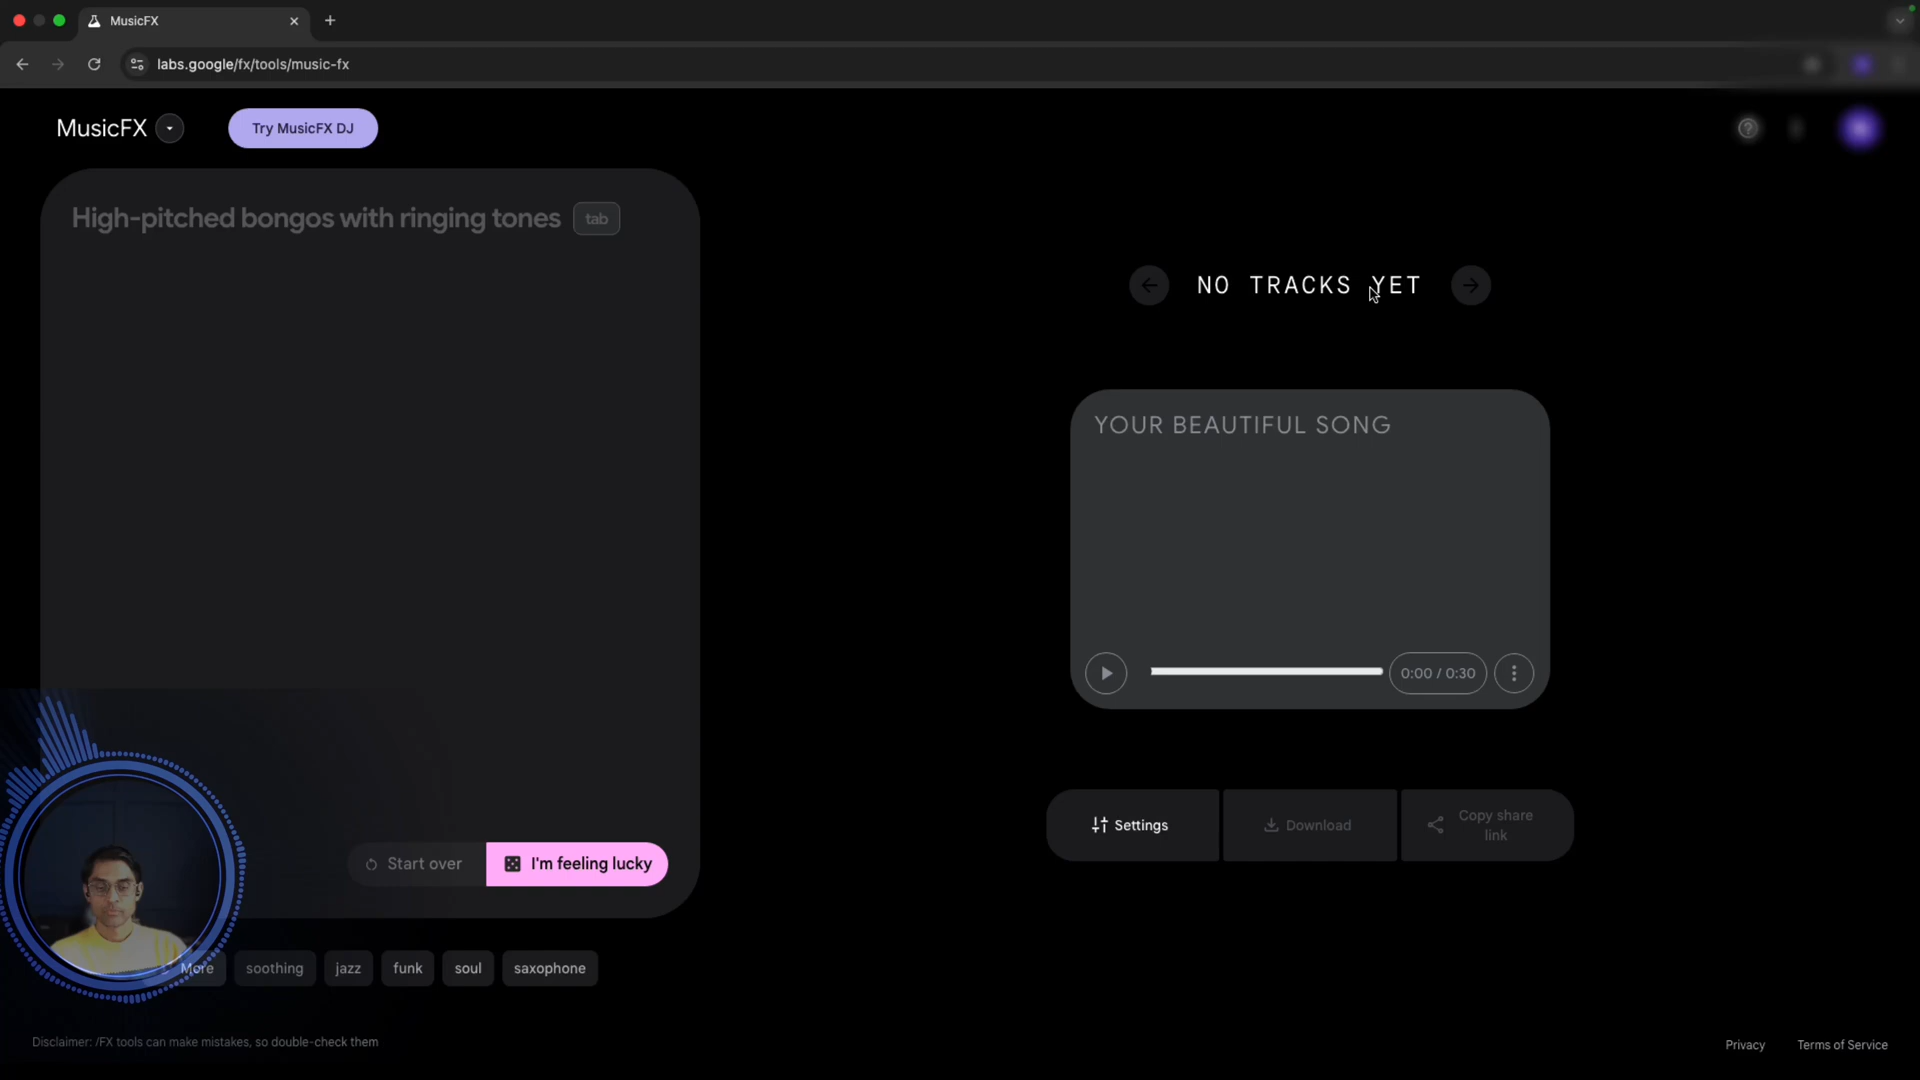 MusicFX
labs.google/fx/tools/music-fx
MusicFX
Try MusicFX DJ
High-pitched bongos with ringing tones tab
NO TRACKS YET
YOUR BEAUTIFUL SONG
0:00 / 0:30
Settings
Download
Copy share
link
Start over
I'm feeling lucky
More
soothing
jazz
funk
soul
saxophone
Disclaimer: /FX tools can make mistakes, so double-check them
Privacy
Terms of Service